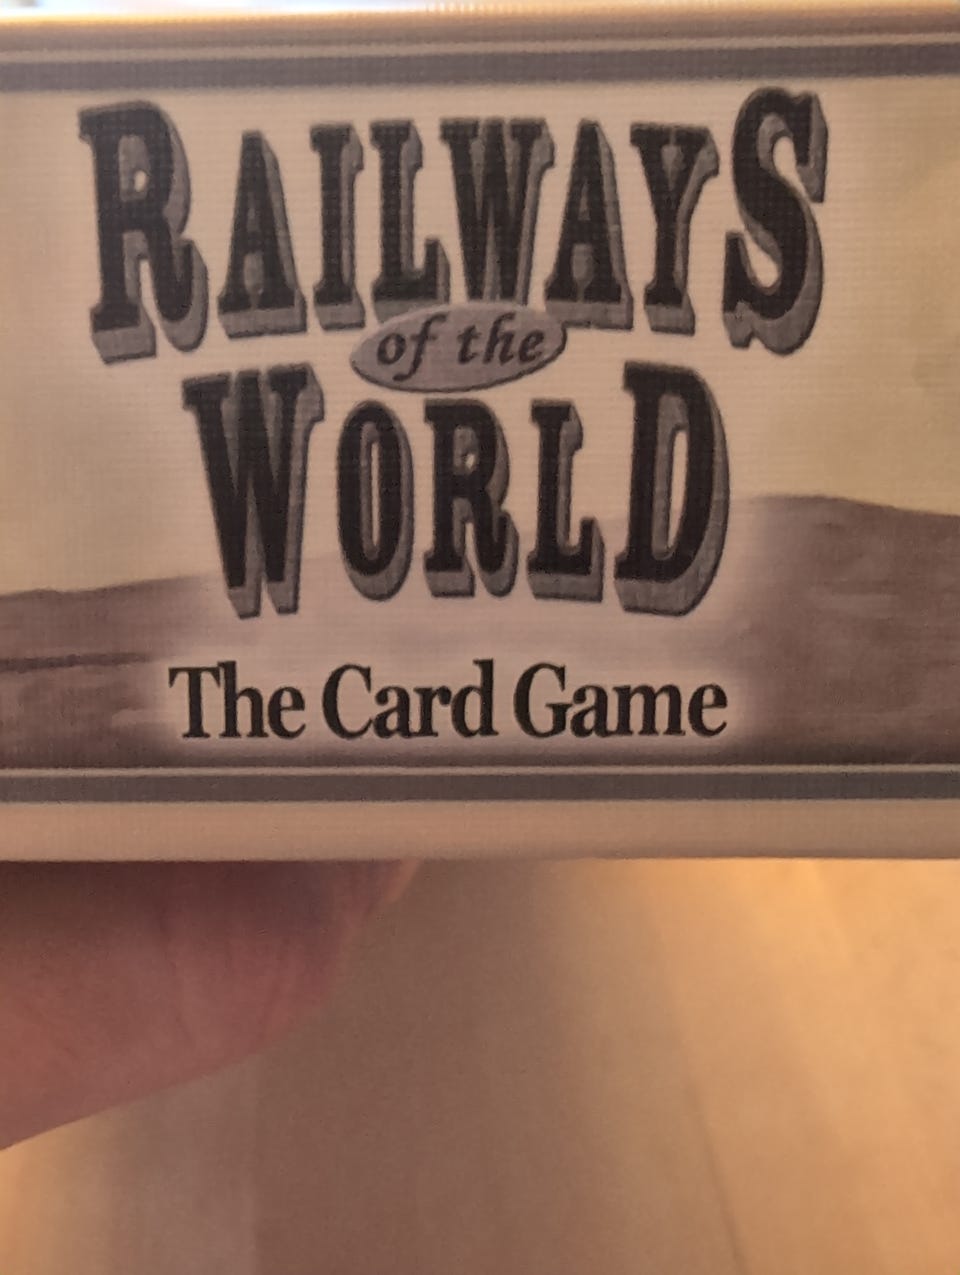 RAILWAYS
of the
WORLD
The Card Game